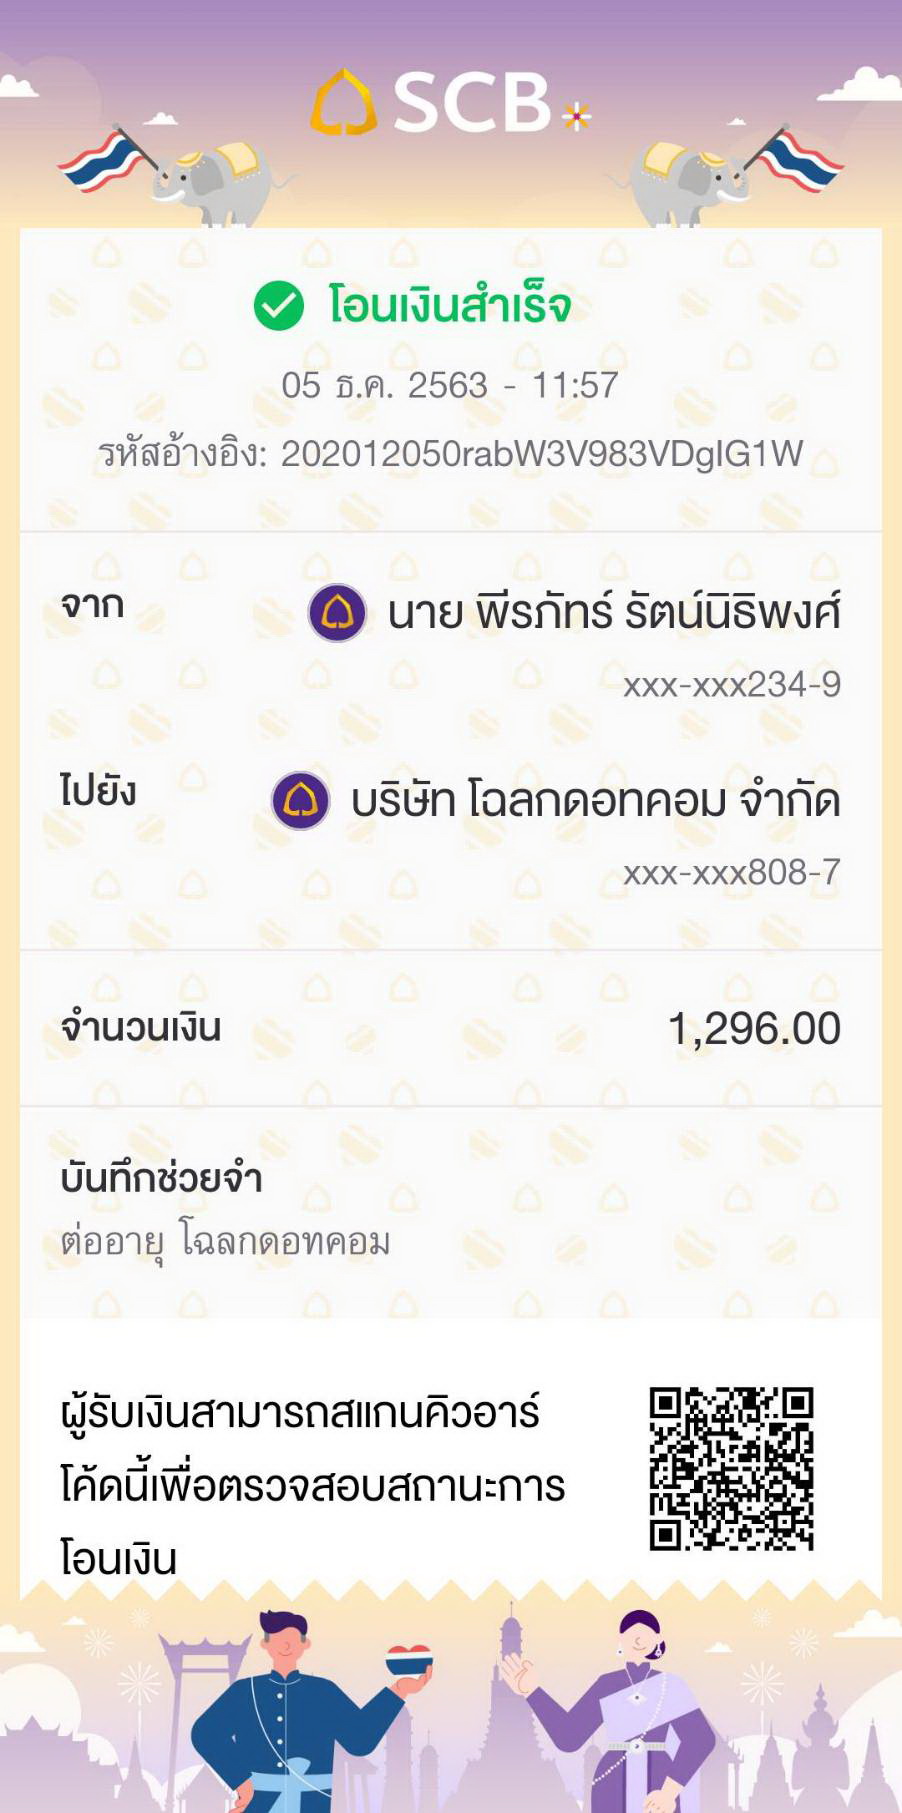 SCB
โอนเงินสำเร็จ
05 ธ.ค. 2563 - 11:57
รหัสอ้างอิง: 202012050rabW3V983VDgIG1W
จาก
นาย พีรภัทร์ รัตน์นิธิพงศ์
xxx-xxx234-9
ไปยัง
บริษัท โฉลกดอทคอม จำกัด
xxx-xxx808-7
จำนวนเงิน
1,296.00
บันทึกช่วยจำ
ต่ออายุ โฉลกดอทคอม
ผู้รับเงินสามารถสแกนคิวอาร์
โค้ดนี้เพื่อตรวจสอบสถานะการ
โอนเงิน